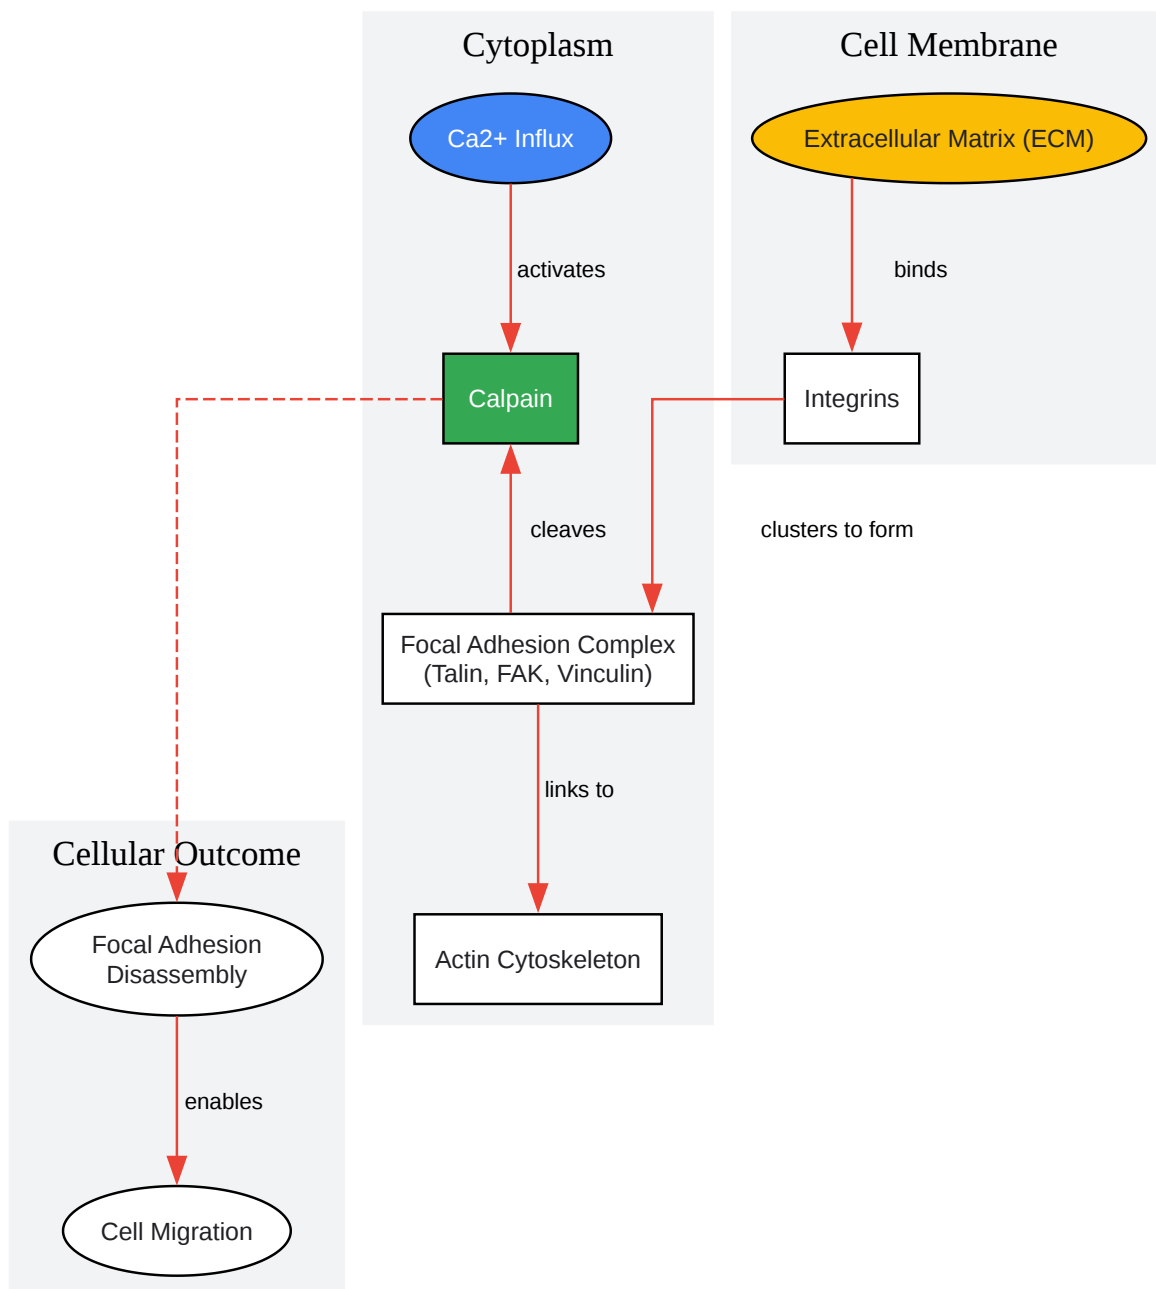 Cytoplasm
Cell Membrane
Ca2+ Influx
Extracellular Matrix (ECM)
activates
binds
Calpain
Integrins
cleaves
clusters to form
Focal Adhesion Complex
(Talin, FAK, Vinculin)
links to
Cellular Outcome
Focal Adhesion
Disassembly
Actin Cytoskeleton
enables
Cell Migration